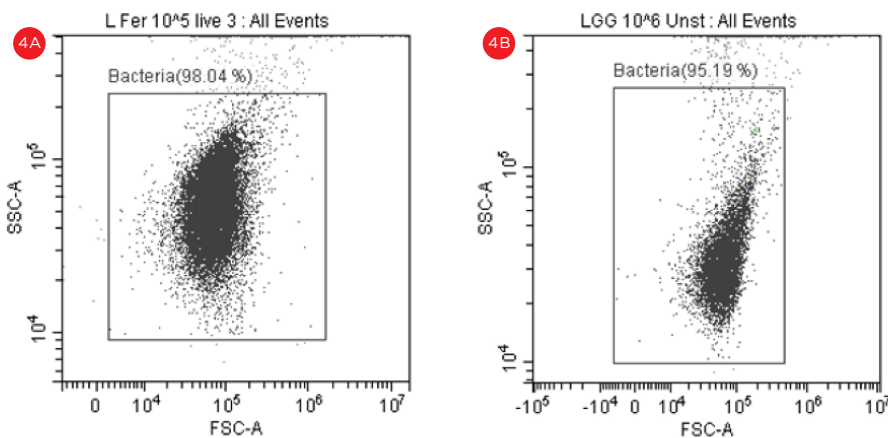 4A
L Fer 10^5 live 3 : All Events
Bacteria(98.04 %)
SSC-A
10^5
10^4
0 10^4 10^5 10^6 10^7
FSC-A
4B
LGG 10^6 Unst : All Events
Bacteria(95.19 %)
SSC-A
10^5
10^4
-10^5 -10^4 0 10^4 10^5 10^6 10^7
FSC-A